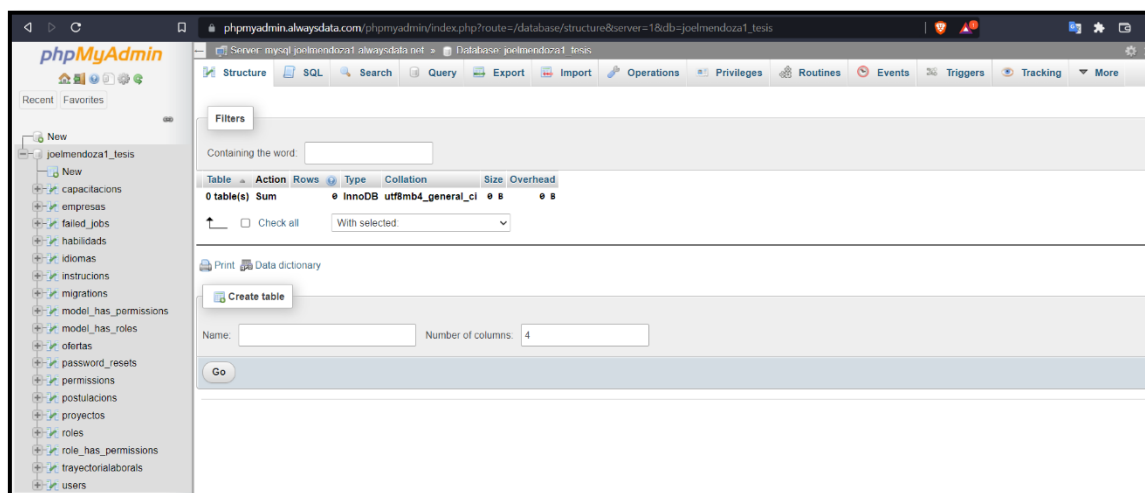 phpmyadmin.alwaysdata.com/phpmyadmin/index.php?route=/database/structure&server=1&db=joelmendoza1_tesis
phpMyAdmin
Recent Favorites
New
joelmendoza1_tesis
New
capacitacions
empresas
failed_jobs
habilidads
idiomas
instrucions
migrations
model_has_permissions
model_has_roles
ofertas
password_resets
permissions
postulacions
proyectos
roles
role_has_permissions
trayectorialaborals
users
Server: mysql joelmendoza1.alwaysdata.net » Database: joelmendoza1_tesis
Structure SQL Search Query Export Import Operations Privileges Routines Events Triggers Tracking More
Filters
Containing the word:
Table Action Rows Type Collation Size Overhead
0 table(s) Sum 0 InnoDB utf8mb4_general_ci 0 B 0 B
Check all With selected:
Print Data dictionary
Create table
Name: Number of columns: 4
Go